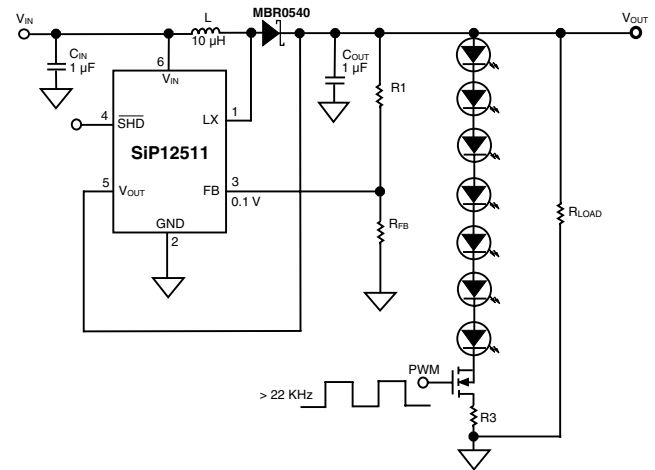 VIN
L
10 µH
MBR0540
VOUT
CIN
1 µF
6
VIN
COUT
1 µF
R1
4
SHD
LX
1
SiP12511
5
VOUT
FB
3
0.1 V
GND
2
RFB
RLOAD
PWM
> 22 KHz
R3